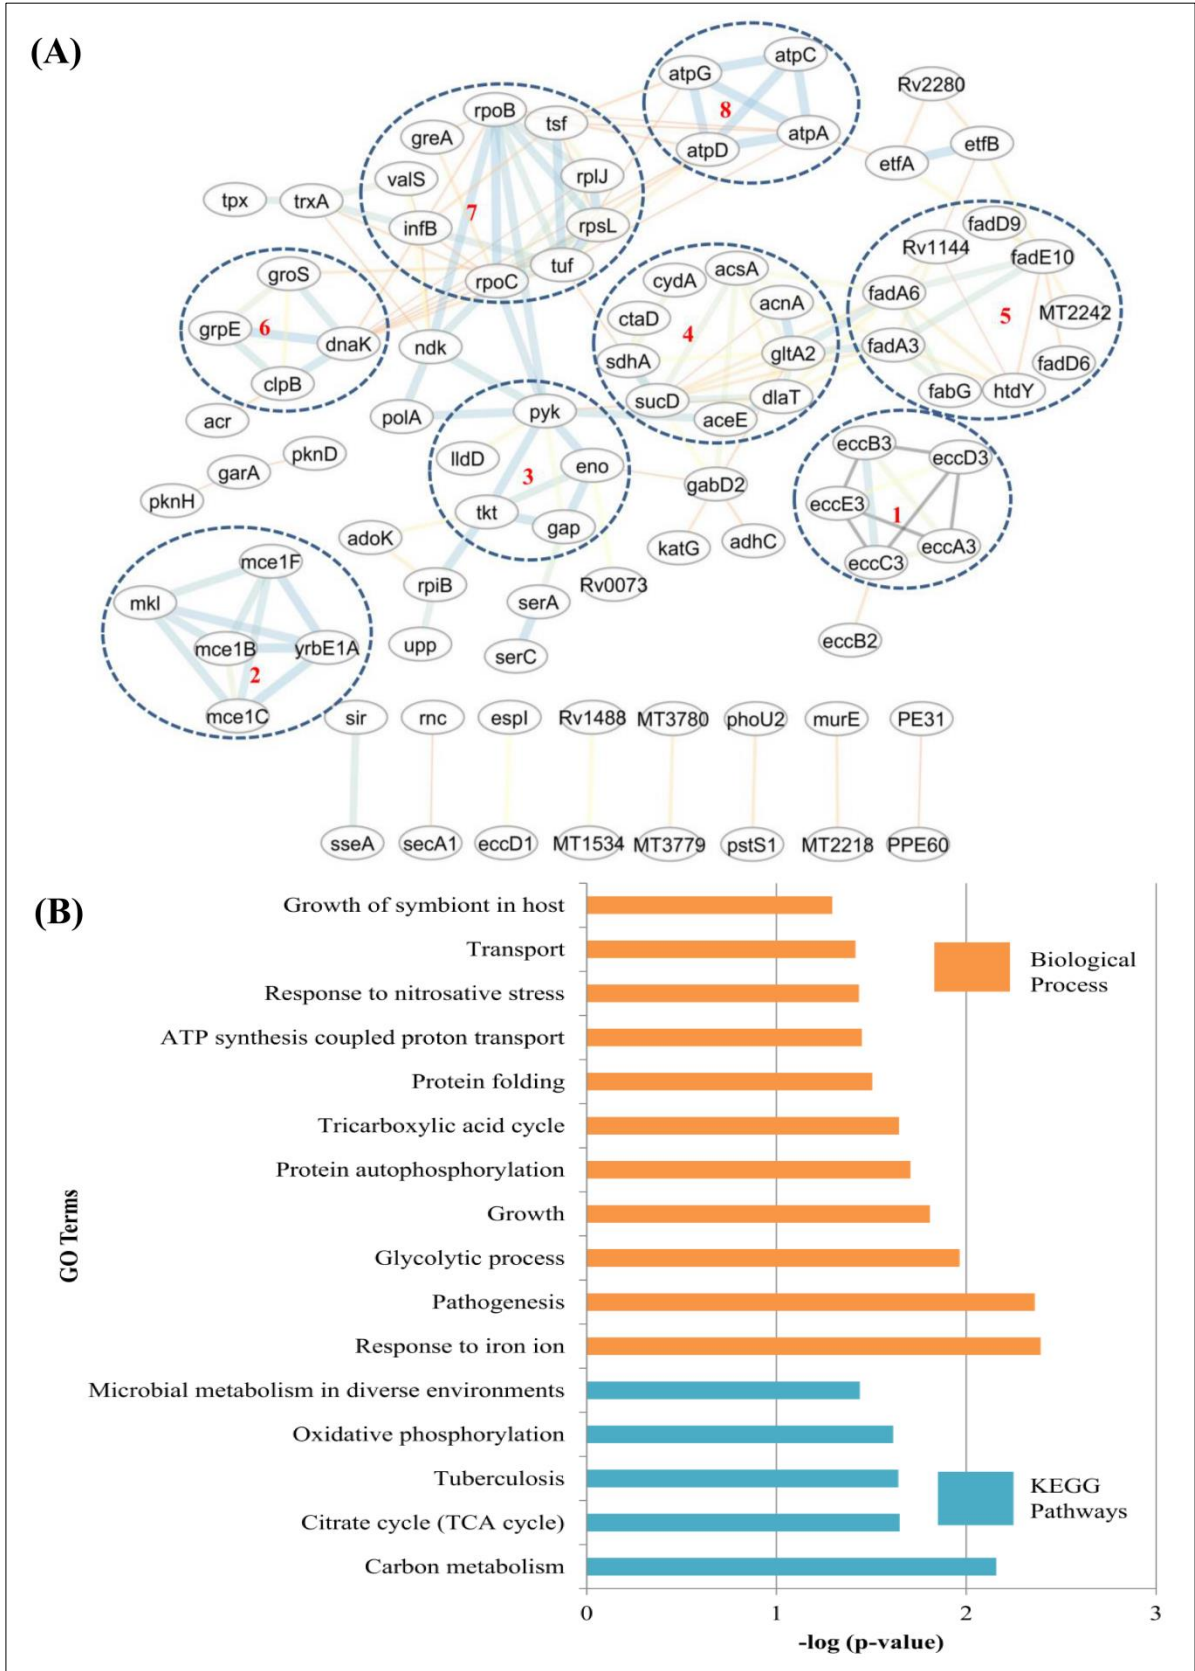 (A)
atpC
atpG
8
atpA
atpD
Rv2280
etfB
etfA
rpoB
tsf
greA
valS
rplJ
7
infB
rpsL
tuf
rpoC
tpx
trxA
groS
grpE
6
dnaK
clpB
acr
ndk
polA
cydA
acsA
acnA
ctaD
4
gltA2
sdhA
sucD
dlaT
aceE
fadD9
Rv1144
fadE10
fadA6
MT2242
5
fadA3
fadD6
fabG
htdY
pyk
lldD
3
eno
tkt
gap
garA
pknD
pknH
adoK
rpiB
upp
serA
serC
Rv0073
gabD2
katG
adhC
eccB3
eccD3
eccE3
1
eccA3
eccC3
eccB2
mce1F
mkl
mce1B
yrbE1A
2
mce1C
sir
rnc
espI
Rv1488
MT3780
phoU2
murE
PE31
sseA
secA1
eccD1
MT1534
MT3779
pstS1
MT2218
PPE60
(B)
Growth of symbiont in host
Transport
Response to nitrosative stress
ATP synthesis coupled proton transport
Protein folding
Tricarboxylic acid cycle
Protein autophosphorylation
Growth
Glycolytic process
Pathogenesis
Response to iron ion
Microbial metabolism in diverse environments
Oxidative phosphorylation
Tuberculosis
Citrate cycle (TCA cycle)
Carbon metabolism
GO Terms
Biological
Process
KEGG
Pathways
0
1
2
3
-log (p-value)